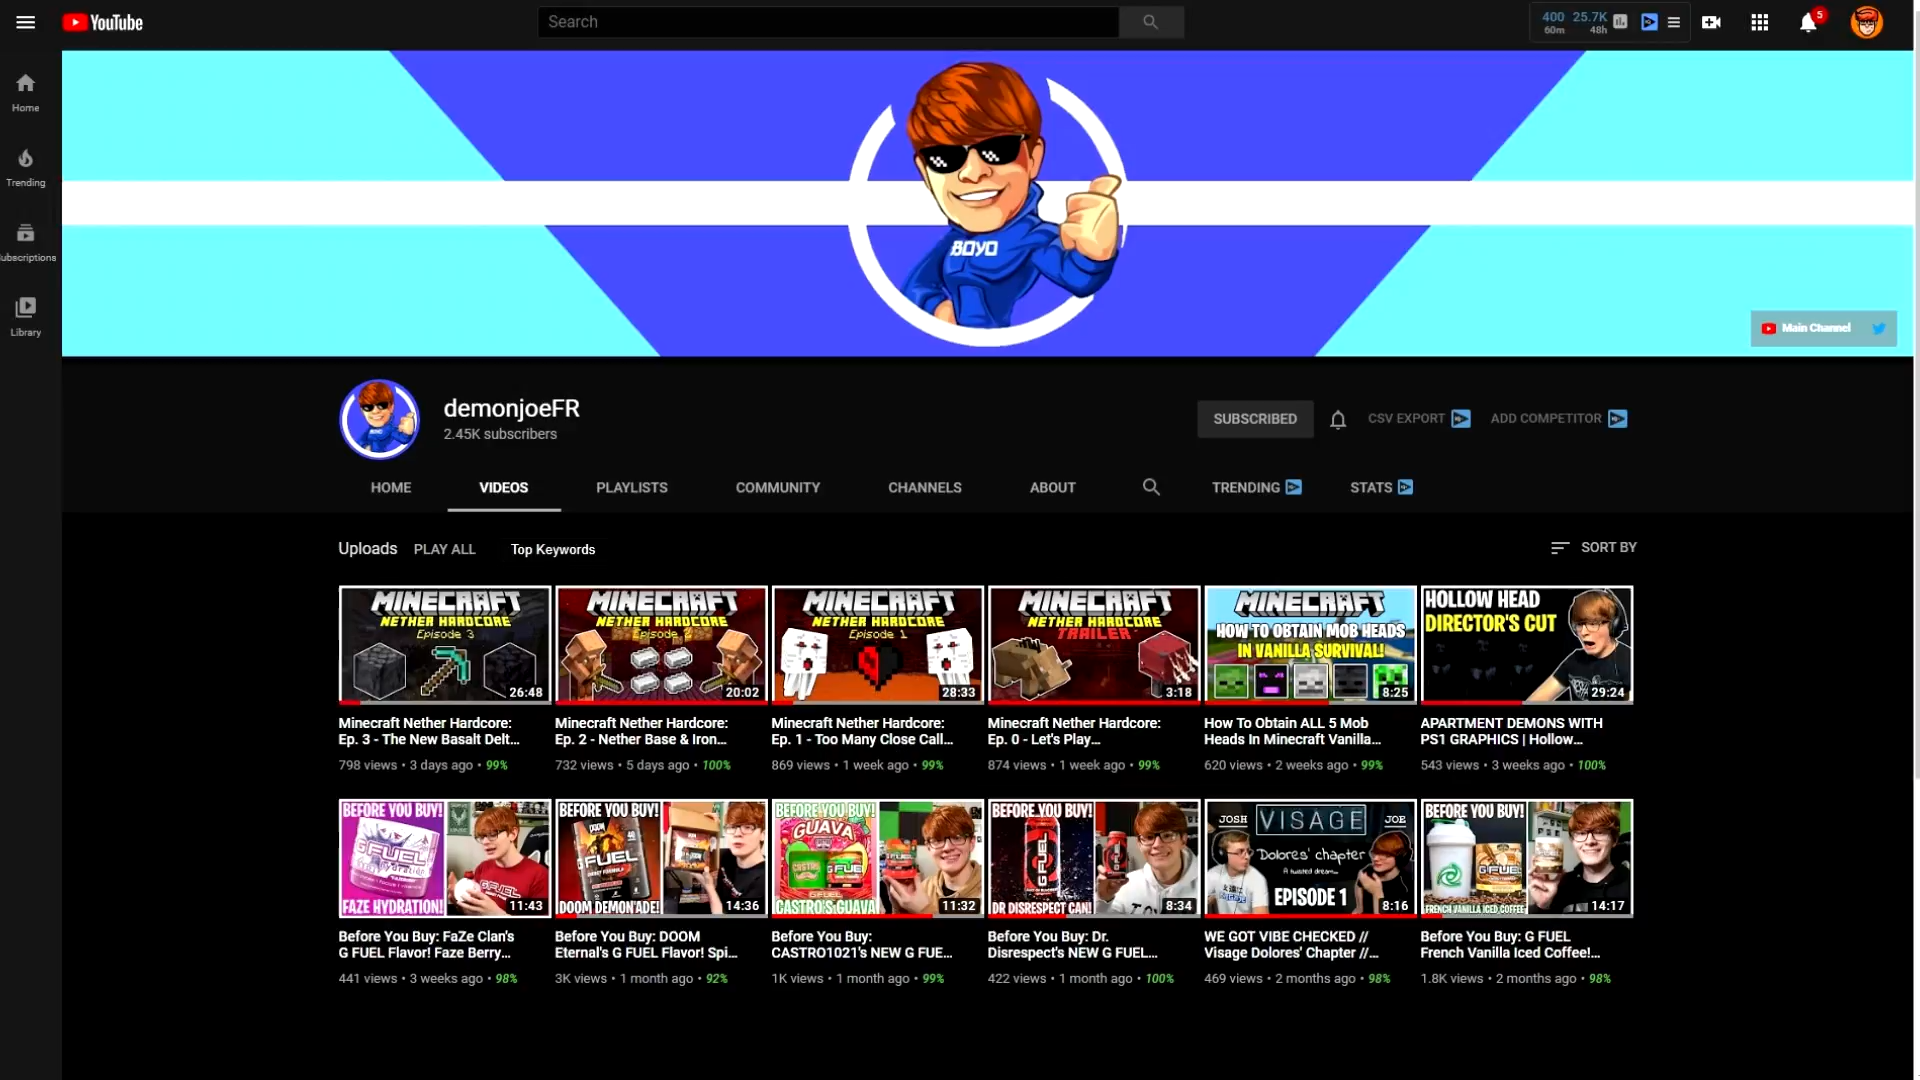 YouTube
Search
400 25.7K
60m 48h
5
Home
Trending
ubscriptions
Library
BOYO
Main Channel
demonjoeFR
2.45K subscribers
SUBSCRIBED
CSV EXPORT
ADD COMPETITOR
HOME VIDEOS PLAYLISTS COMMUNITY CHANNELS ABOUT TRENDING STATS
Uploads PLAY ALL Top Keywords SORT BY
MINECRAFT
NETHER HARDCORE
Episode 3
26:48
Minecraft Nether Hardcore:
Ep. 3 - The New Basalt Delt...
798 views • 3 days ago • 99%
MINECRAFT
NETHER HARDCORE
Episode 2
20:02
Minecraft Nether Hardcore:
Ep. 2 - Nether Base & Iron...
732 views • 5 days ago • 100%
MINECRAFT
NETHER HARDCORE
Episode 1
28:33
Minecraft Nether Hardcore:
Ep. 1 - Too Many Close Call...
869 views • 1 week ago • 99%
MINECRAFT
NETHER HARDCORE
TRAILER
3:18
Minecraft Nether Hardcore:
Ep. 0 - Let's Play...
874 views • 1 week ago • 99%
MINECRAFT
HOW TO OBTAIN MOB HEADS
IN VANILLA SURVIVAL!
8:25
How To Obtain ALL 5 Mob
Heads In Minecraft Vanilla...
620 views • 2 weeks ago • 99%
HOLLOW HEAD
DIRECTOR'S CUT
29:24
APARTMENT DEMONS WITH
PS1 GRAPHICS | Hollow...
543 views • 3 weeks ago • 100%
BEFORE YOU BUY!
GFUEL
FAZE HYDRATION!
GFUEL
11:43
Before You Buy: FaZe Clan's
G FUEL Flavor! Faze Berry...
441 views • 3 weeks ago • 98%
BEFORE YOU BUY!
DOOM
GFUEL
DOOM DEMON'ADE!
14:36
Before You Buy: DOOM
Eternal's G FUEL Flavor! Spi...
3K views • 1 month ago • 92%
BEFORE YOU BUY!
GUAVA
CASTRO
GFUEL
CASTRO'S GUAVA!
11:32
Before You Buy:
CASTRO1021'S NEW G FUE...
1K views • 1 month ago • 99%
BEFORE YOU BUY!
GFUEL
DR DISRESPECT CAN!
8:34
Before You Buy: Dr.
Disrespect's NEW G FUEL...
422 views • 1 month ago • 100%
JOSH VISAGE JOE
Dolores' chapter
A twisted dream...
EPISODE 1
8:16
WE GOT VIBE CHECKED //
Visage Dolores' Chapter //...
469 views • 2 months ago • 98%
BEFORE YOU BUY!
GFUEL
FRENCH VANILLA ICED COFFEE!
14:17
Before You Buy: G FUEL
French Vanilla Iced Coffee!...
1.8K views • 2 months ago • 98%